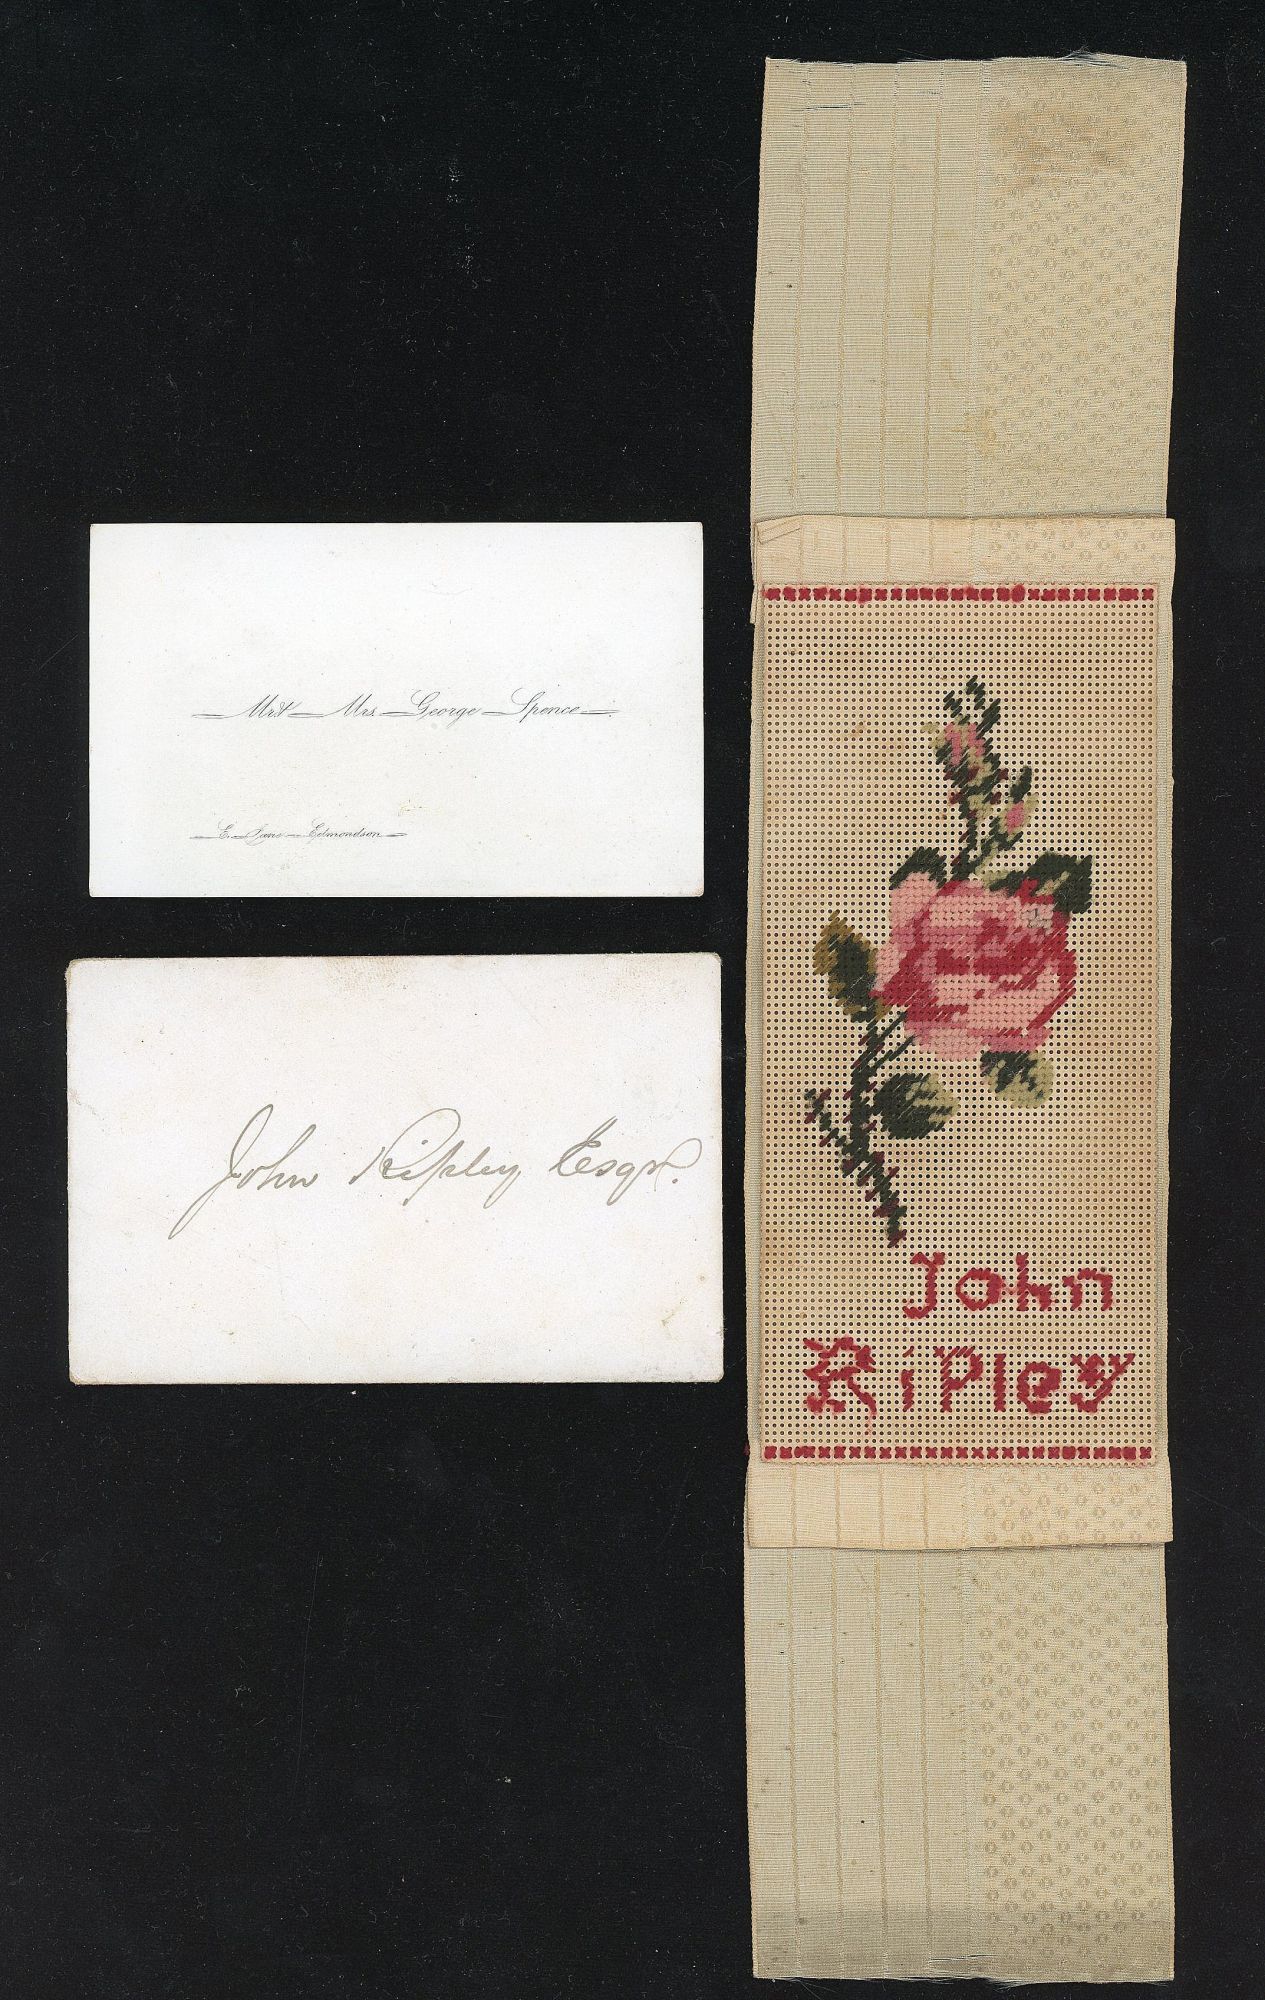 Mr & Mrs. George Spence
E. Jane Edmondson
John Ripley Esqr.
John
Ripley